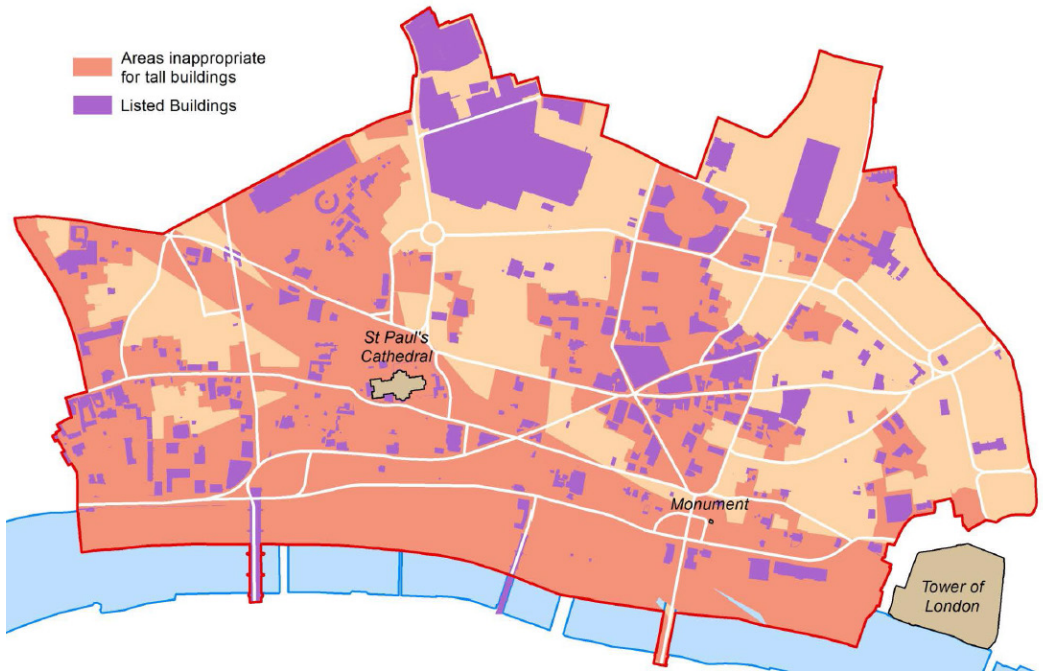 Areas inappropriate
for tall buildings
Listed Buildings
St Paul's
Cathedral
Monument
Tower of
London